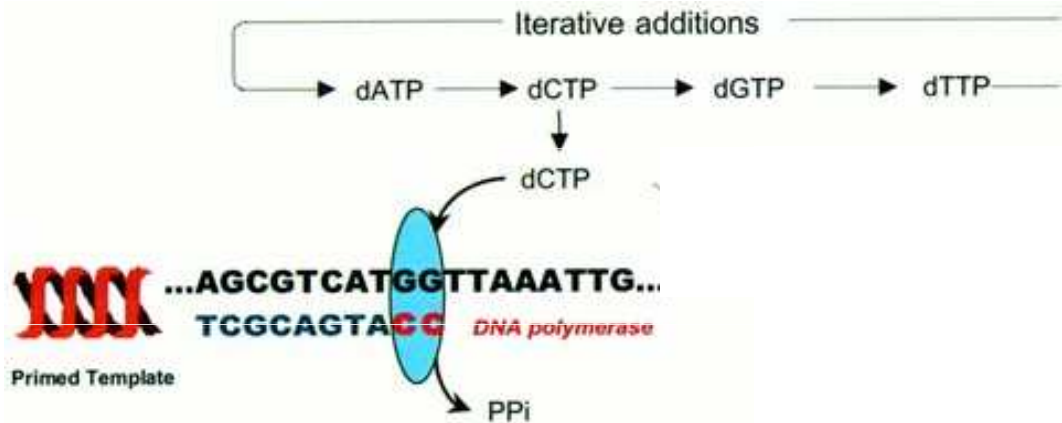 Iterative additions
dATP dCTP dGTP dTTP
dCTP
...AGCGTCATGGTTAAATTG...
TCGCAGTACC DNA polymerase
Primed Template
PPi